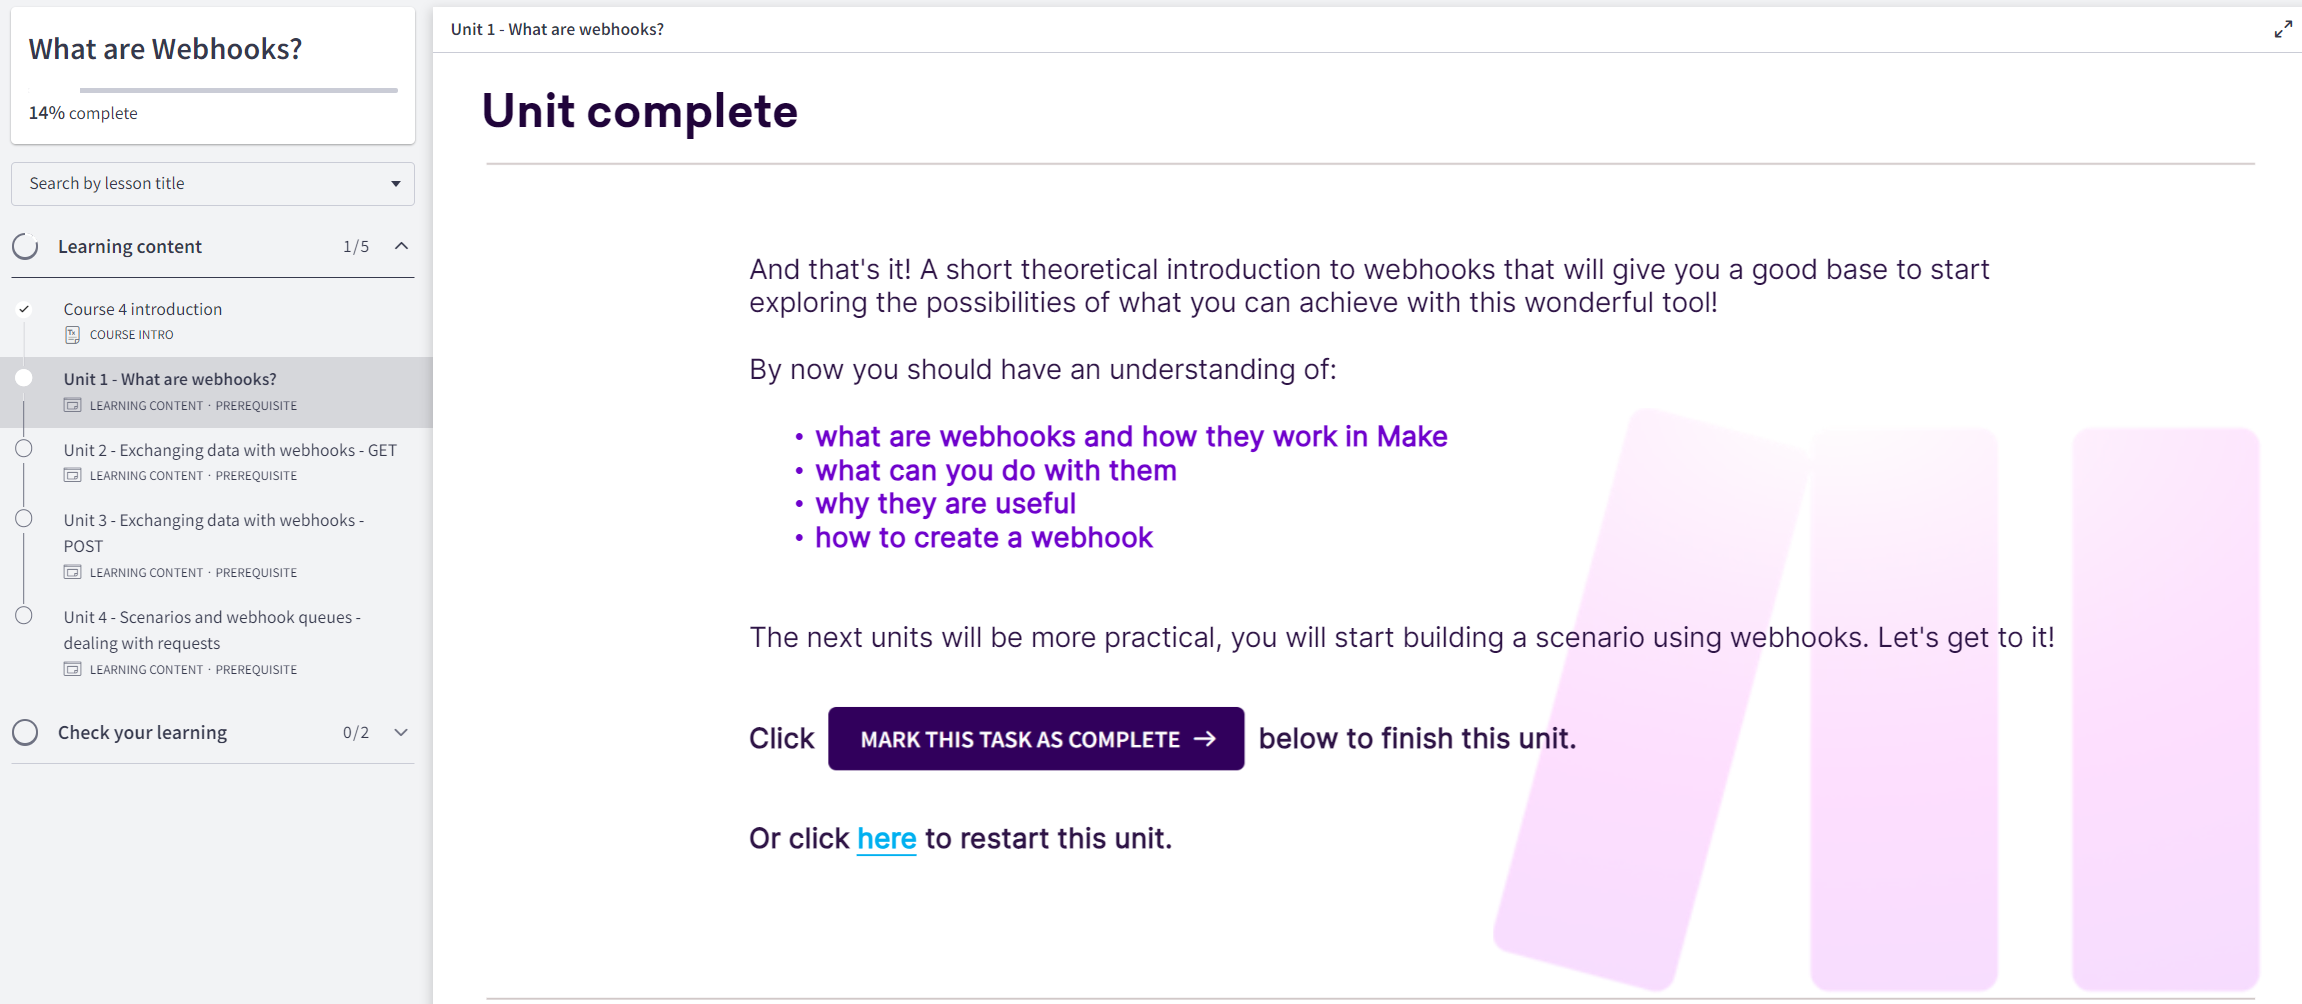 What are Webhooks?
14% complete
Search by lesson title
Learning content 1/5
Course 4 introduction
COURSE INTRO
Unit 1 - What are webhooks?
LEARNING CONTENT · PREREQUISITE
Unit 2 - Exchanging data with webhooks - GET
LEARNING CONTENT · PREREQUISITE
Unit 3 - Exchanging data with webhooks -
POST
LEARNING CONTENT · PREREQUISITE
Unit 4 - Scenarios and webhook queues -
dealing with requests
LEARNING CONTENT · PREREQUISITE
Check your learning 0/2
Unit 1 - What are webhooks?
Unit complete
And that's it! A short theoretical introduction to webhooks that will give you a good base to start
exploring the possibilities of what you can achieve with this wonderful tool!
By now you should have an understanding of:
• what are webhooks and how they work in Make
• what can you do with them
• why they are useful
• how to create a webhook
The next units will be more practical, you will start building a scenario using webhooks. Let's get to it!
Click MARK THIS TASK AS COMPLETE → below to finish this unit.
Or click here to restart this unit.